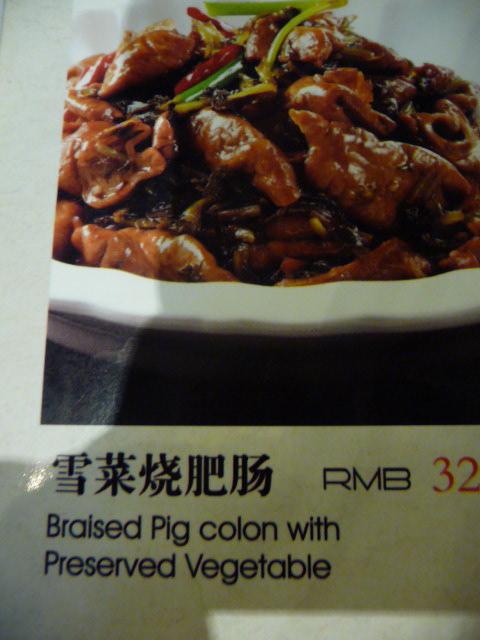 雪菜烧肥肠 RMB 32
Braised Pig colon with
Preserved Vegetable